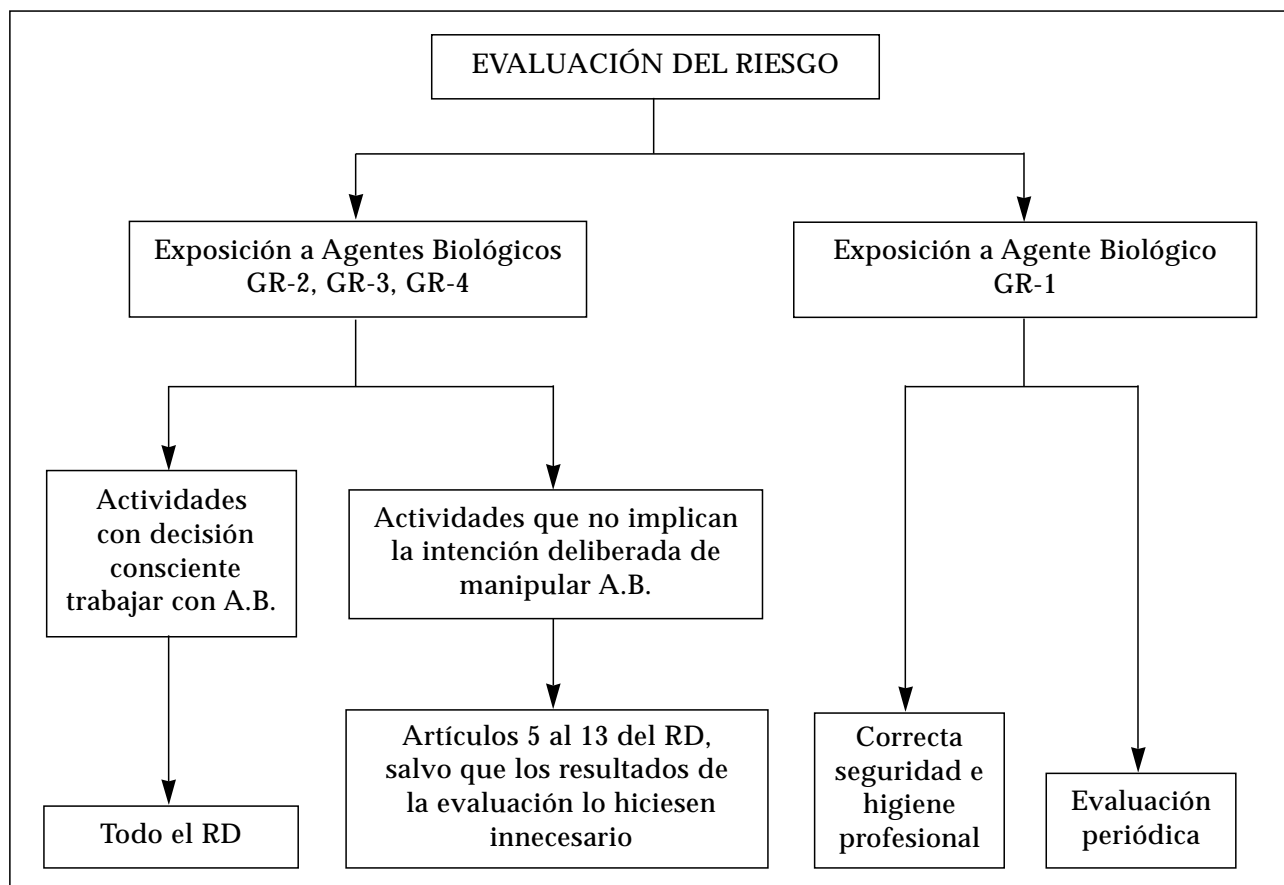 EVALUACIÓN DEL RIESGO
Exposición a Agentes Biológicos
GR-2, GR-3, GR-4
Exposición a Agente Biológico
GR-1
Actividades
con decisión
consciente
trabajar con A.B.
Actividades que no implican
la intención deliberada de
manipular A.B.
Todo el RD
Artículos 5 al 13 del RD,
salvo que los resultados de
la evaluación lo hiciesen
innecesario
Correcta
seguridad e
higiene
profesional
Evaluación
periódica